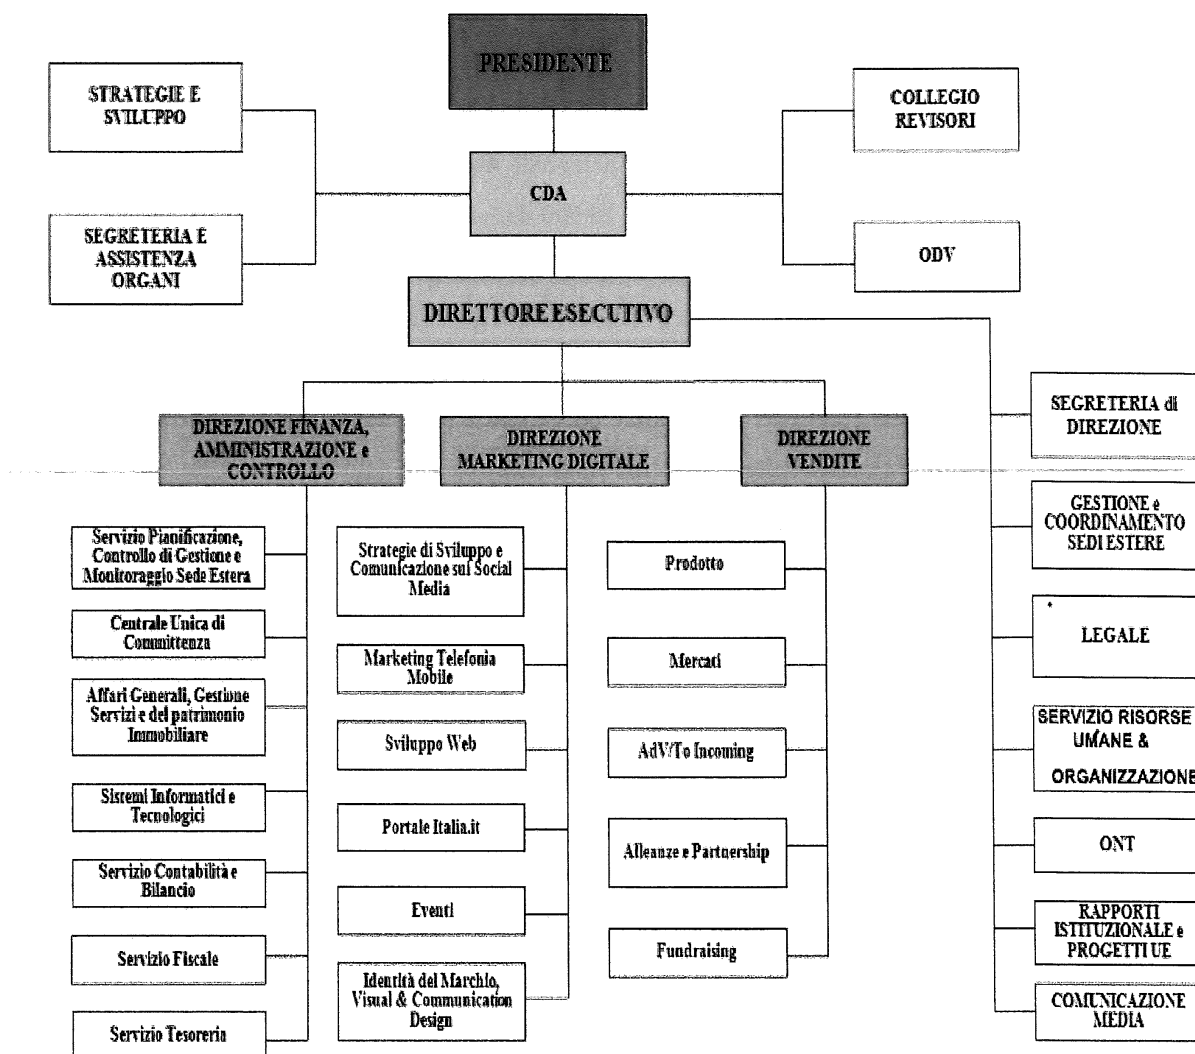 PRESIDENTE
STRATEGIE E
SVILUPPO
COLLEGIO
REVISORI
CDA
SEGRETERIA E
ASSISTENZA
ORGANI
ODV
DIRETTORE ESECUTIVO
DIREZIONE FINANZA,
AMMINISTRAZIONE e
CONTROLLO
DIREZIONE
MARKETING DIGITALE
DIREZIONE
VENDITE
SEGRETERIA di
DIREZIONE
GESTIONE e
COORDINAMENTO
SEDI ESTERE
LEGALE
SERVIZIO RISORSE
UMANE &
ORGANIZZAZIONE
ONT
RAPPORTI
ISTITUZIONALE e
PROGETTI UE
COMUNICAZIONE
MEDIA
Servizio Pianificazione,
Controllo di Gestione e
Monitoraggio Sede Estera
Centrale Unica di
Committenza
Affari Generali, Gestione
Servizi e del patrimonio
Immobiliare
Sistemi Informatici e
Tecnologici
Servizio Contabilità e
Bilancio
Servizio Fiscale
Servizio Tesoreria
Strategie di Sviluppo e
Comunicazione sui Social
Media
Marketing Telefonia
Mobile
Sviluppo Web
Portale Italia.it
Eventi
Identità del Marchio,
Visual & Communication
Design
Prodotto
Mercati
AdV/To Incoming
Alleanze e Partnership
Fundraising